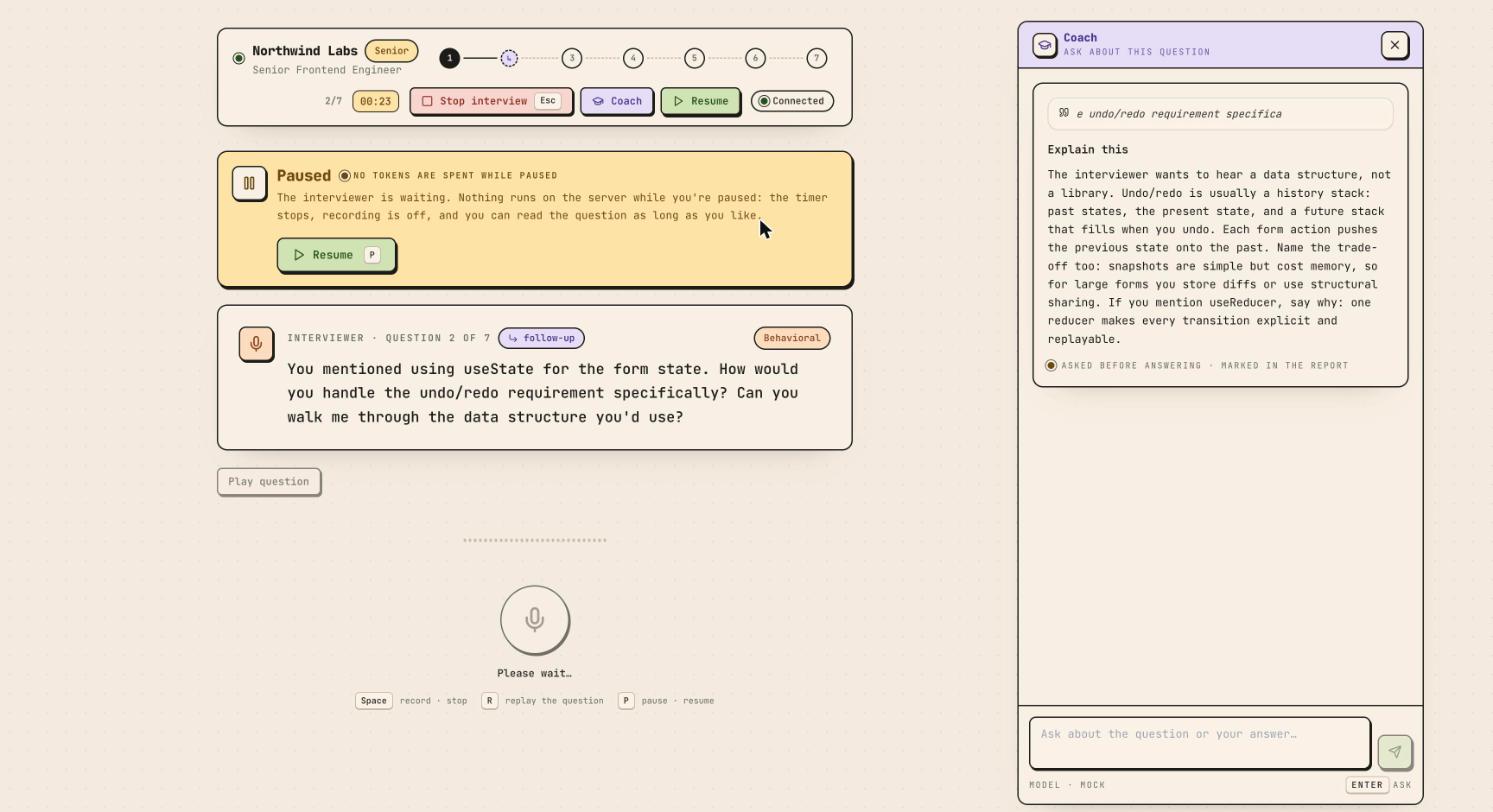 Northwind Labs Senior
Senior Frontend Engineer
1 3 4 5 6 7
2/7 00:23 Stop interview Esc Coach Resume Connected
Paused NO TOKENS ARE SPENT WHILE PAUSED
The interviewer is waiting. Nothing runs on the server while you're paused: the timer
stops, recording is off, and you can read the question as long as you like.
Resume P
INTERVIEWER · QUESTION 2 OF 7 follow-up Behavioral
You mentioned using useState for the form state. How would
you handle the undo/redo requirement specifically? Can you
walk me through the data structure you'd use?
Play question
Please wait…
Space record · stop R replay the question P pause · resume
Coach
ASK ABOUT THIS QUESTION
e undo/redo requirement specifica
Explain this
The interviewer wants to hear a data structure, not
a library. Undo/redo is usually a history stack:
past states, the present state, and a future stack
that fills when you undo. Each form action pushes
the previous state onto the past. Name the trade-
off too: snapshots are simple but cost memory, so
for large forms you store diffs or use structural
sharing. If you mention useReducer, say why: one
reducer makes every transition explicit and
replayable.
ASKED BEFORE ANSWERING · MARKED IN THE REPORT
Ask about the question or your answer…
MODEL · MOCK ENTER ASK